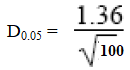 D₀.₀₅ = 1.36 / √100